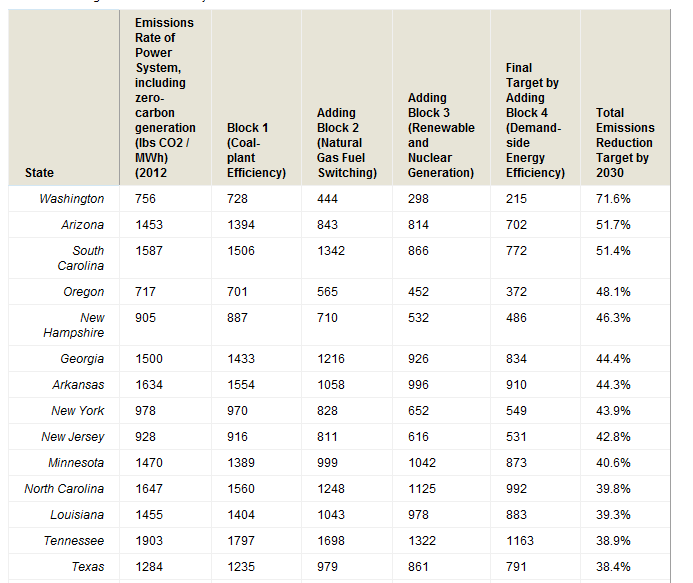 State | Emissions Rate of Power System, including zero-carbon generation (lbs CO2 / MWh) (2012 | Block 1 (Coal-plant Efficiency) | Adding Block 2 (Natural Gas Fuel Switching) | Adding Block 3 (Renewable and Nuclear Generation) | Final Target by Adding Block 4 (Demand-side Energy Efficiency) | Total Emissions Reduction Target by 2030
Washington 756 728 444 298 215 71.6%
Arizona 1453 1394 843 814 702 51.7%
South Carolina 1587 1506 1342 866 772 51.4%
Oregon 717 701 565 452 372 48.1%
New Hampshire 905 887 710 532 486 46.3%
Georgia 1500 1433 1216 926 834 44.4%
Arkansas 1634 1554 1058 996 910 44.3%
New York 978 970 828 652 549 43.9%
New Jersey 928 916 811 616 531 42.8%
Minnesota 1470 1389 999 1042 873 40.6%
North Carolina 1647 1560 1248 1125 992 39.8%
Louisiana 1455 1404 1043 978 883 39.3%
Tennessee 1903 1797 1698 1322 1163 38.9%
Texas 1284 1235 979 861 791 38.4%